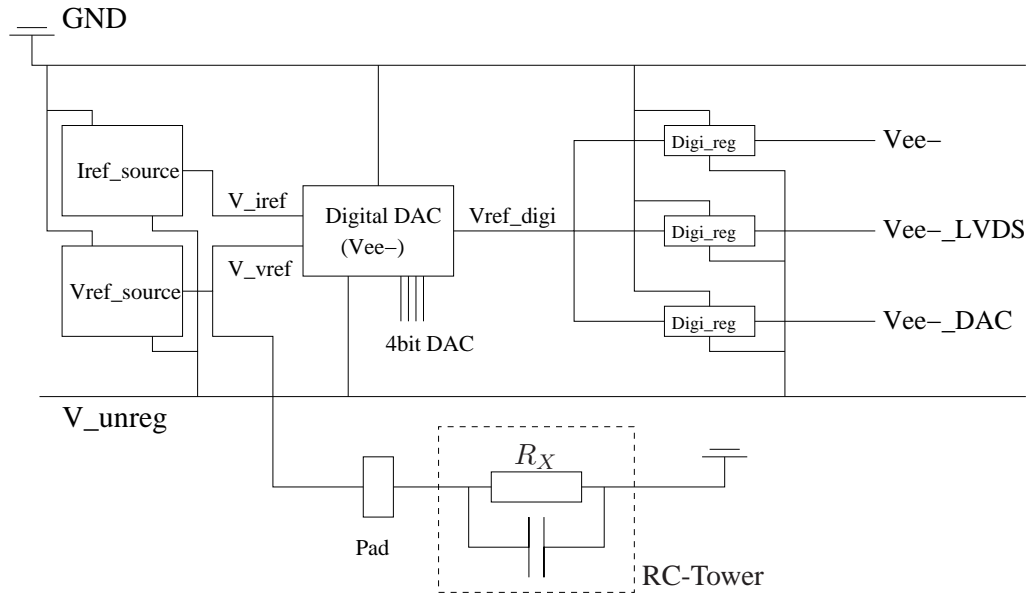 GND
Iref_source
V_iref
Digital DAC
(Vee−)
Vref_digi
Digi_reg
Vee−
Digi_reg
Vee−_LVDS
V_vref
Vref_source
4bit DAC
Digi_reg
Vee−_DAC
V_unreg
R_X
Pad
RC-Tower